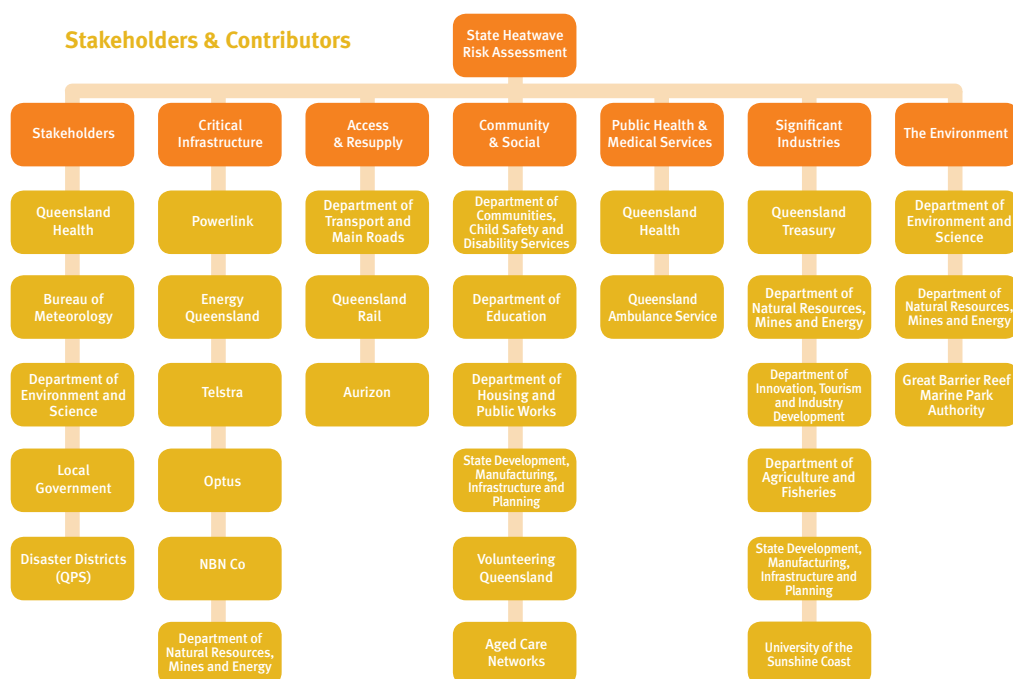 Stakeholders & Contributors
State Heatwave
Risk Assessment
Stakeholders
Critical
Infrastructure
Access
& Resupply
Community
& Social
Public Health &
Medical Services
Significant
Industries
The Environment
Queensland
Health
Bureau of
Meteorology
Department of
Environment and
Science
Local
Government
Disaster Districts
(QPS)
Powerlink
Energy
Queensland
Telstra
Optus
NBN Co
Department of
Natural Resources,
Mines and Energy
Department of
Transport and
Main Roads
Queensland
Rail
Aurizon
Department of
Communities,
Child Safety and
Disability Services
Department of
Education
Department of
Housing and
Public Works
State Development,
Manufacturing,
Infrastructure and
Planning
Volunteering
Queensland
Aged Care
Networks
Queensland
Health
Queensland
Ambulance Service
Queensland
Treasury
Department of
Natural Resources,
Mines and Energy
Department of
Innovation, Tourism
and Industry
Development
Department of
Agriculture and
Fisheries
State Development,
Manufacturing,
Infrastructure and
Planning
University of the
Sunshine Coast
Department of
Environment and
Science
Department of
Natural Resources,
Mines and Energy
Great Barrier Reef
Marine Park
Authority